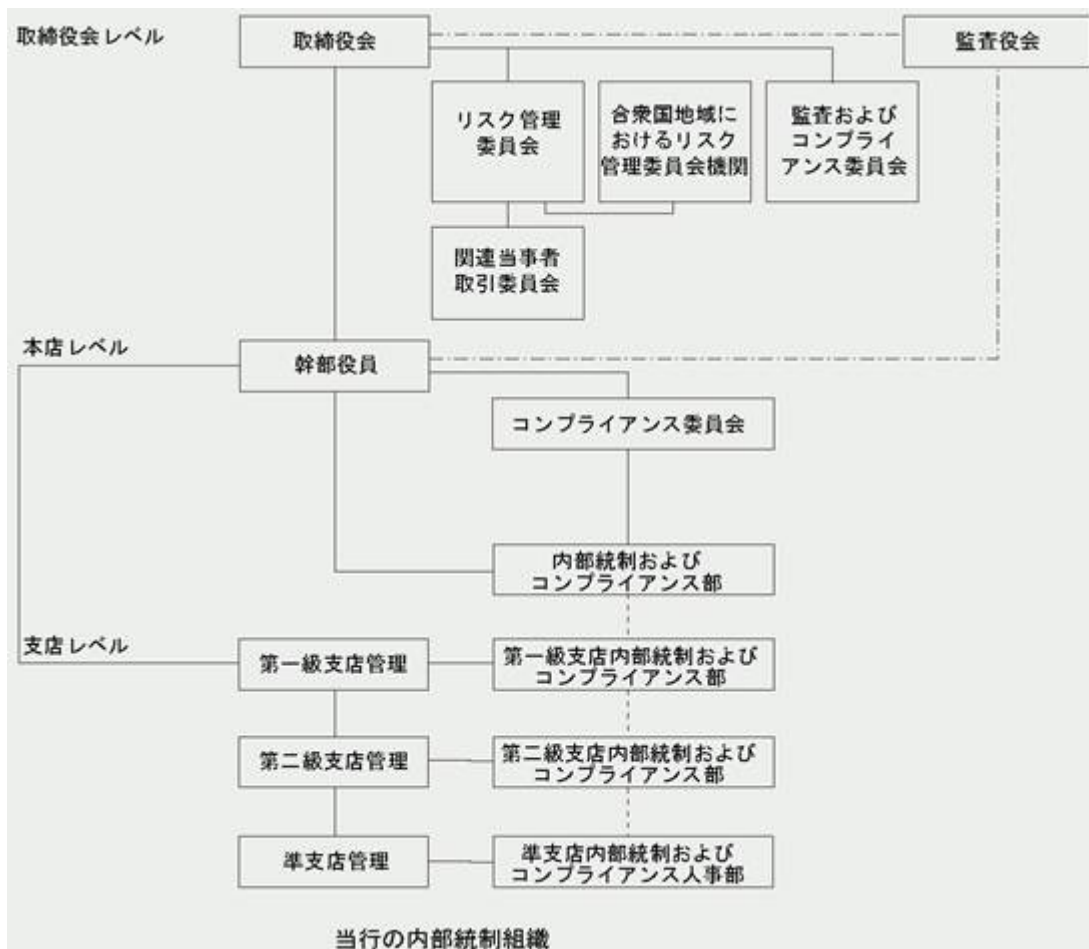 取締役会レベル
取締役会
監査役会
リスク管理
委員会
合衆国地域に
おけるリスク
管理委員会機関
監査および
コンプライ
アンス委員会
関連当事者
取引委員会
本店レベル
幹部役員
コンプライアンス委員会
内部統制および
コンプライアンス部
支店レベル
第一級支店管理
第一級支店内部統制および
コンプライアンス部
第二級支店管理
第二級支店内部統制および
コンプライアンス部
準支店管理
準支店内部統制および
コンプライアンス人事部
当行の内部統制組織